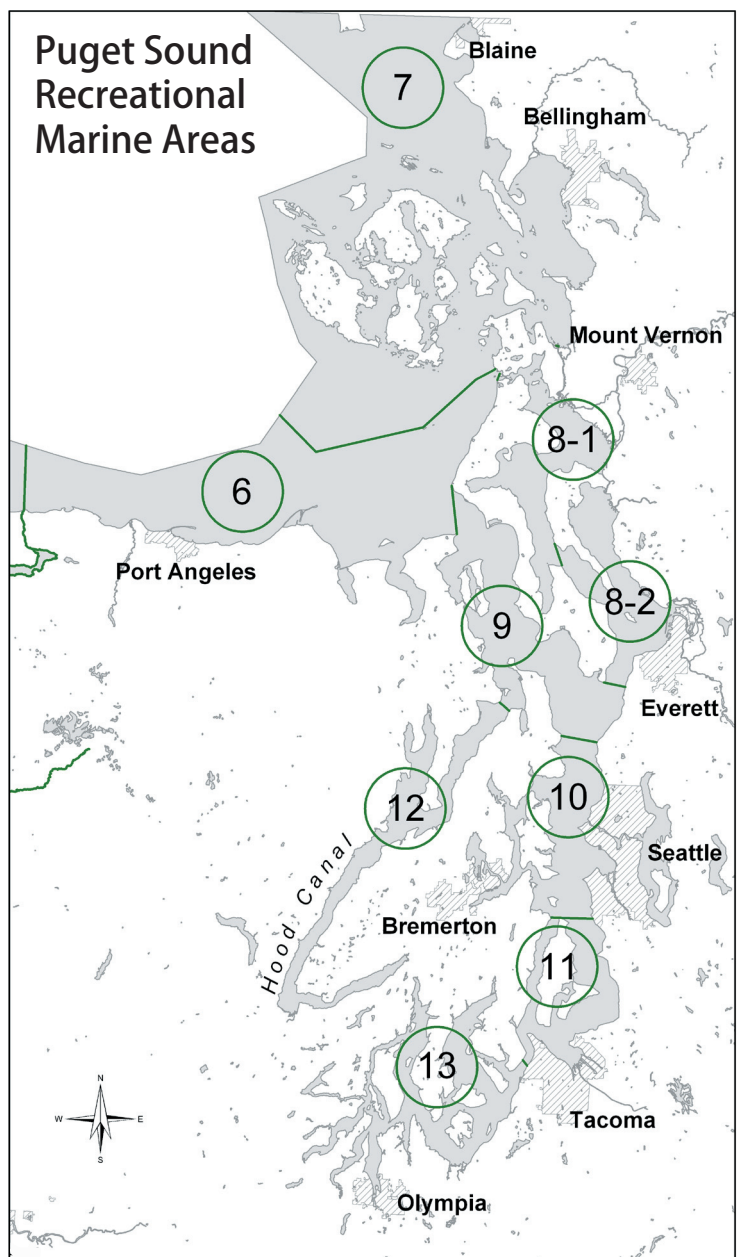 Puget Sound
Recreational
Marine Areas
Blaine
7
Bellingham
Mount Vernon
8-1
6
Port Angeles
8-2
9
Everett
12
10
Seattle
Hood Canal
Bremerton
11
13
N
W
E
S
Tacoma
Olympia